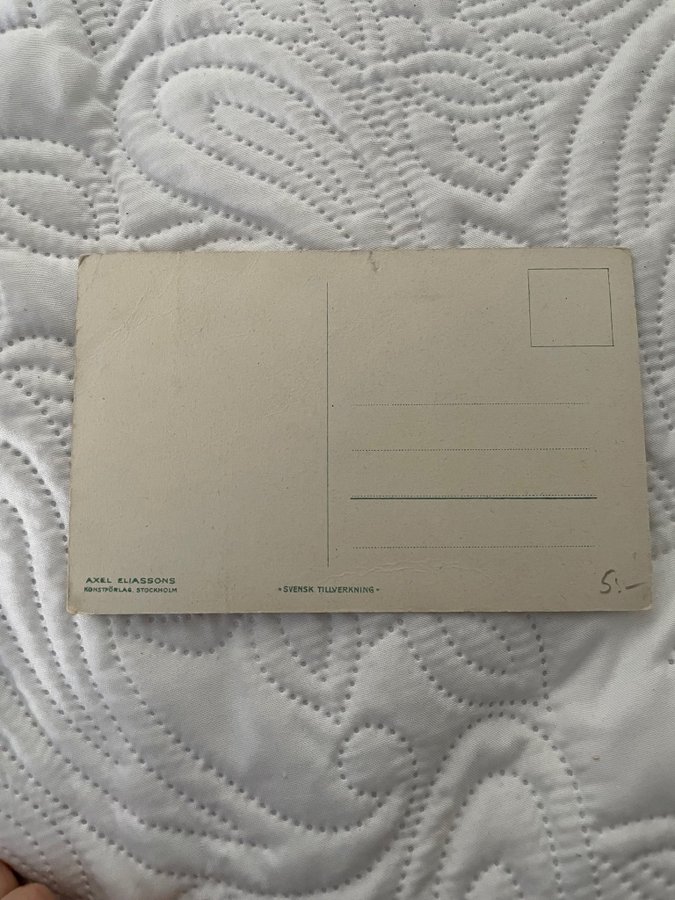 AXEL ELIASSONS
KONSTFÖRLAG. STOCKHOLM
• SVENSK TILLVERKNING •
5:-